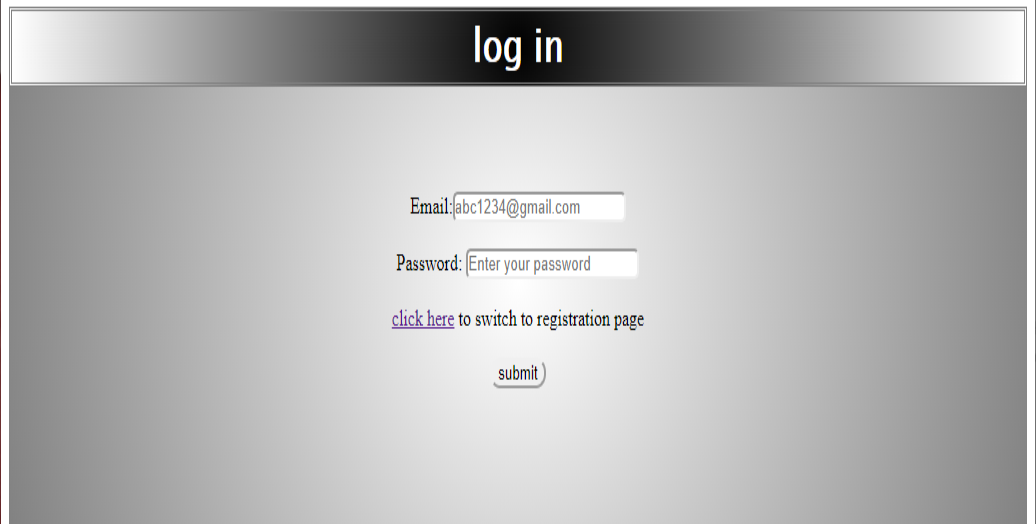 log in
Email:abc1234@gmail.com
Password: Enter your password
click here to switch to registration page
submit